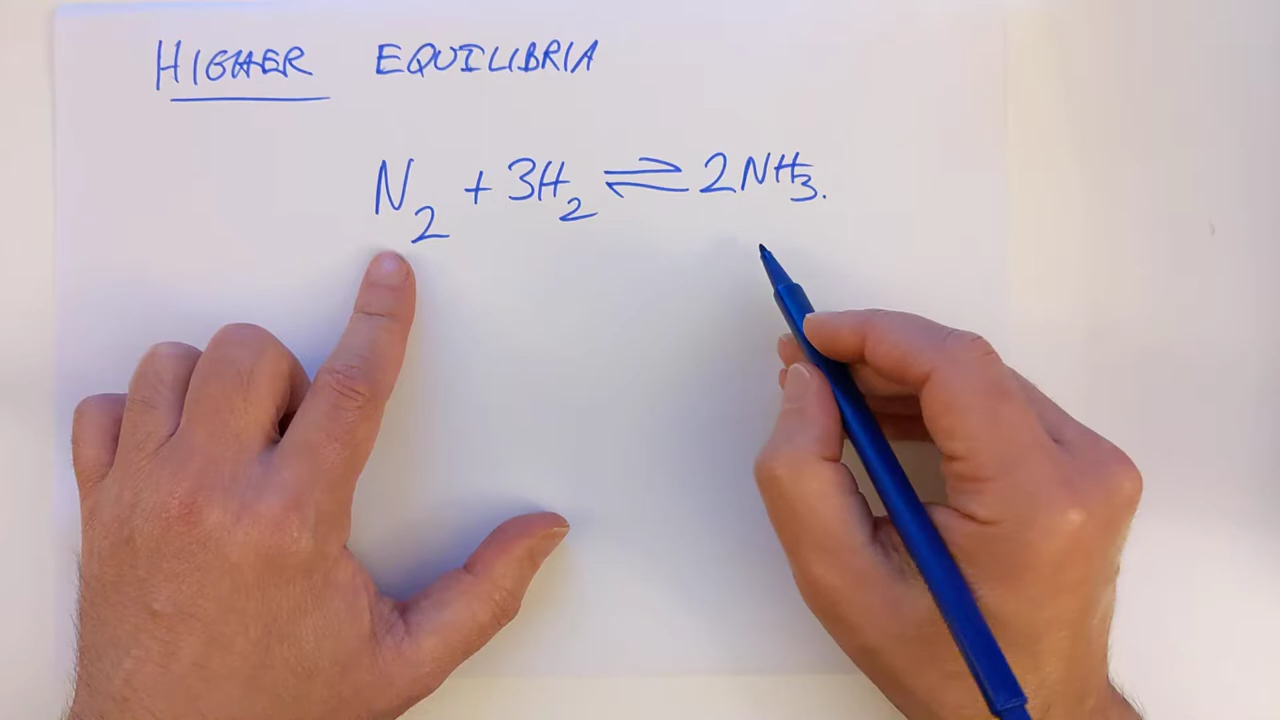 HIGHER EQUILIBRIA
N₂ + 3H₂ ⇌ 2NH₃.